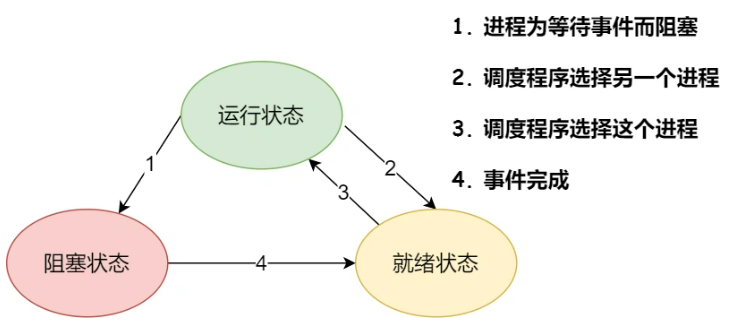 1. 进程为等待事件而阻塞
2. 调度程序选择另一个进程
3. 调度程序选择这个进程
4. 事件完成
运行状态
1
2
3
阻塞状态
4
就绪状态